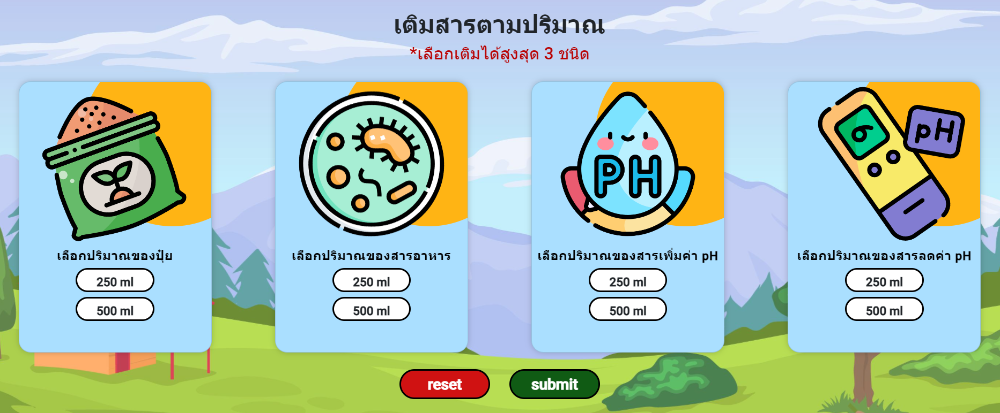 เติมสารตามปริมาณ
*เลือกเติมได้สูงสุด 3 ชนิด
PH
6
pH
เลือกปริมาณของปุ๋ย
250 ml
500 ml
เลือกปริมาณของสารอาหาร
250 ml
500 ml
เลือกปริมาณของสารเพิ่มค่า pH
250 ml
500 ml
เลือกปริมาณของสารลดค่า pH
250 ml
500 ml
reset
submit